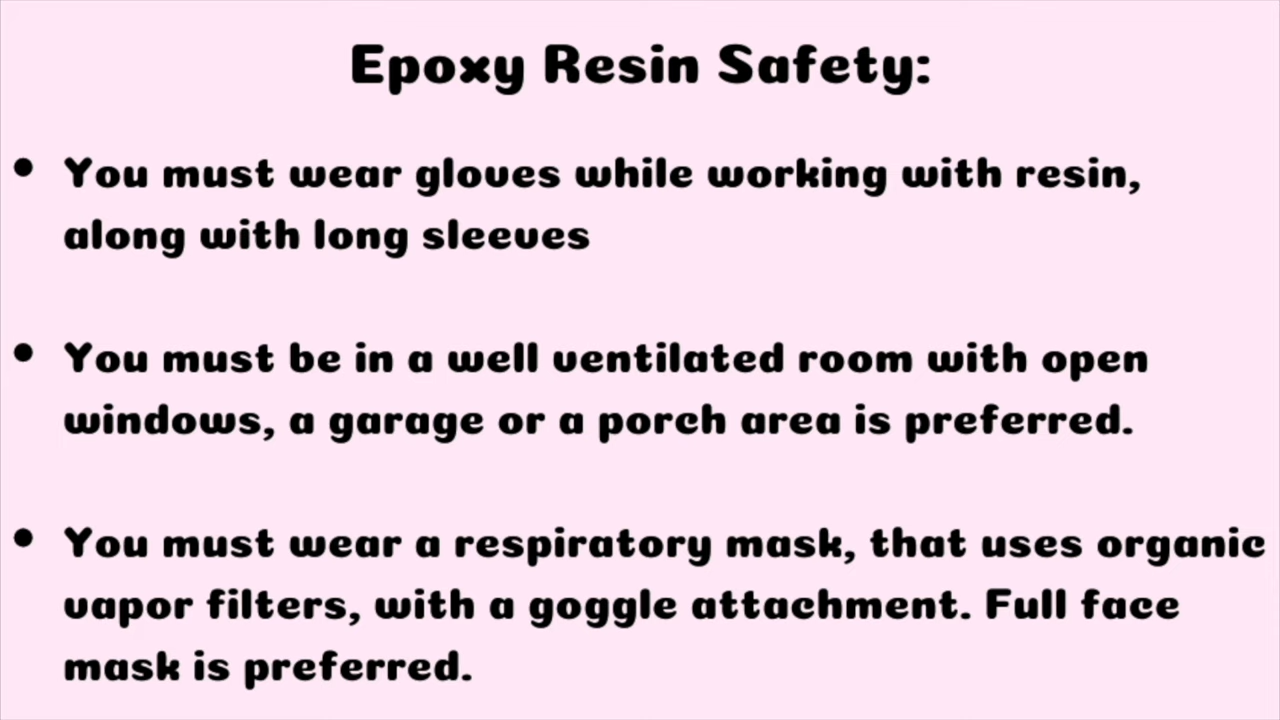 Epoxy Resin Safety:
• You must wear gloves while working with resin,
along with long sleeves
• You must be in a well ventilated room with open
windows, a garage or a porch area is preferred.
• You must wear a respiratory mask, that uses organic
vapor filters, with a goggle attachment. Full face
mask is preferred.